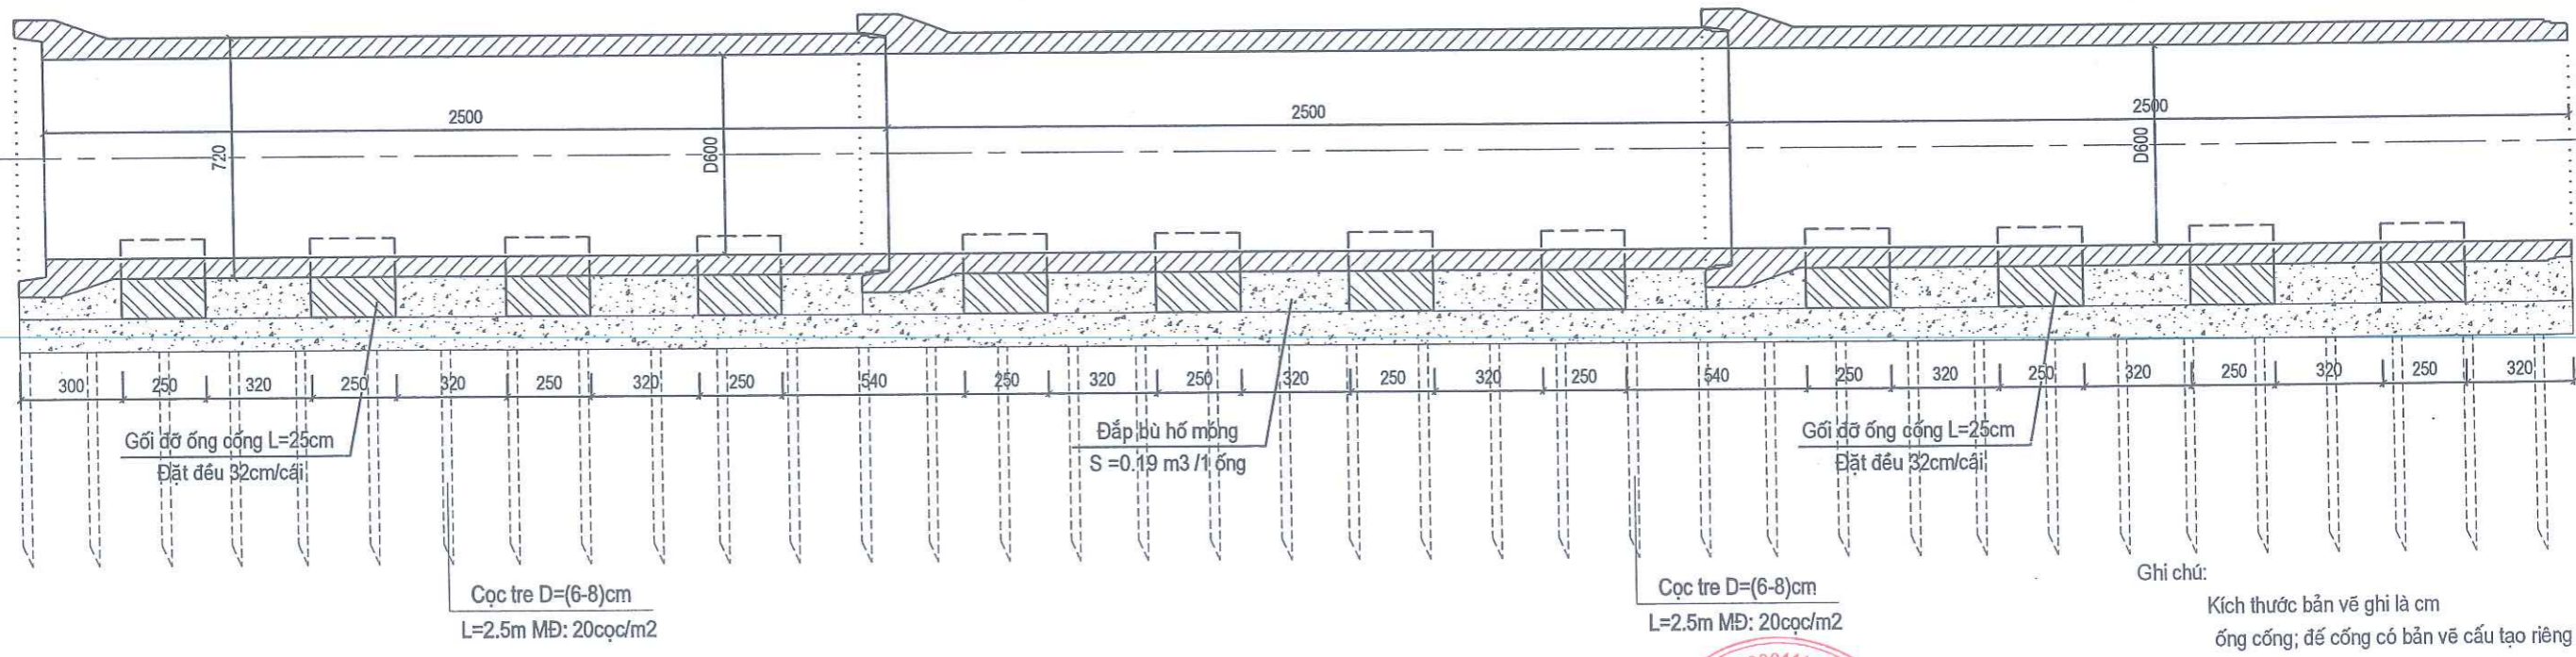 2500
2500
2500
720
D600
D600
300
250
320
250
320
250
320
250
540
250
320
250
320
250
320
250
540
250
320
250
320
250
320
250
320
Gối đỡ ống cống L=25cm
Đặt đều 32cm/cái
Đắp bù hố móng
S =0.19 m3 /1 ống
Gối đỡ ống cống L=25cm
Đặt đều 32cm/cái
Cọc tre D=(6-8)cm
L=2.5m MĐ: 20cọc/m2
Cọc tre D=(6-8)cm
L=2.5m MĐ: 20cọc/m2
Ghi chú:
Kích thước bản vẽ ghi là cm
ống cống; đế cống có bản vẽ cấu tạo riêng